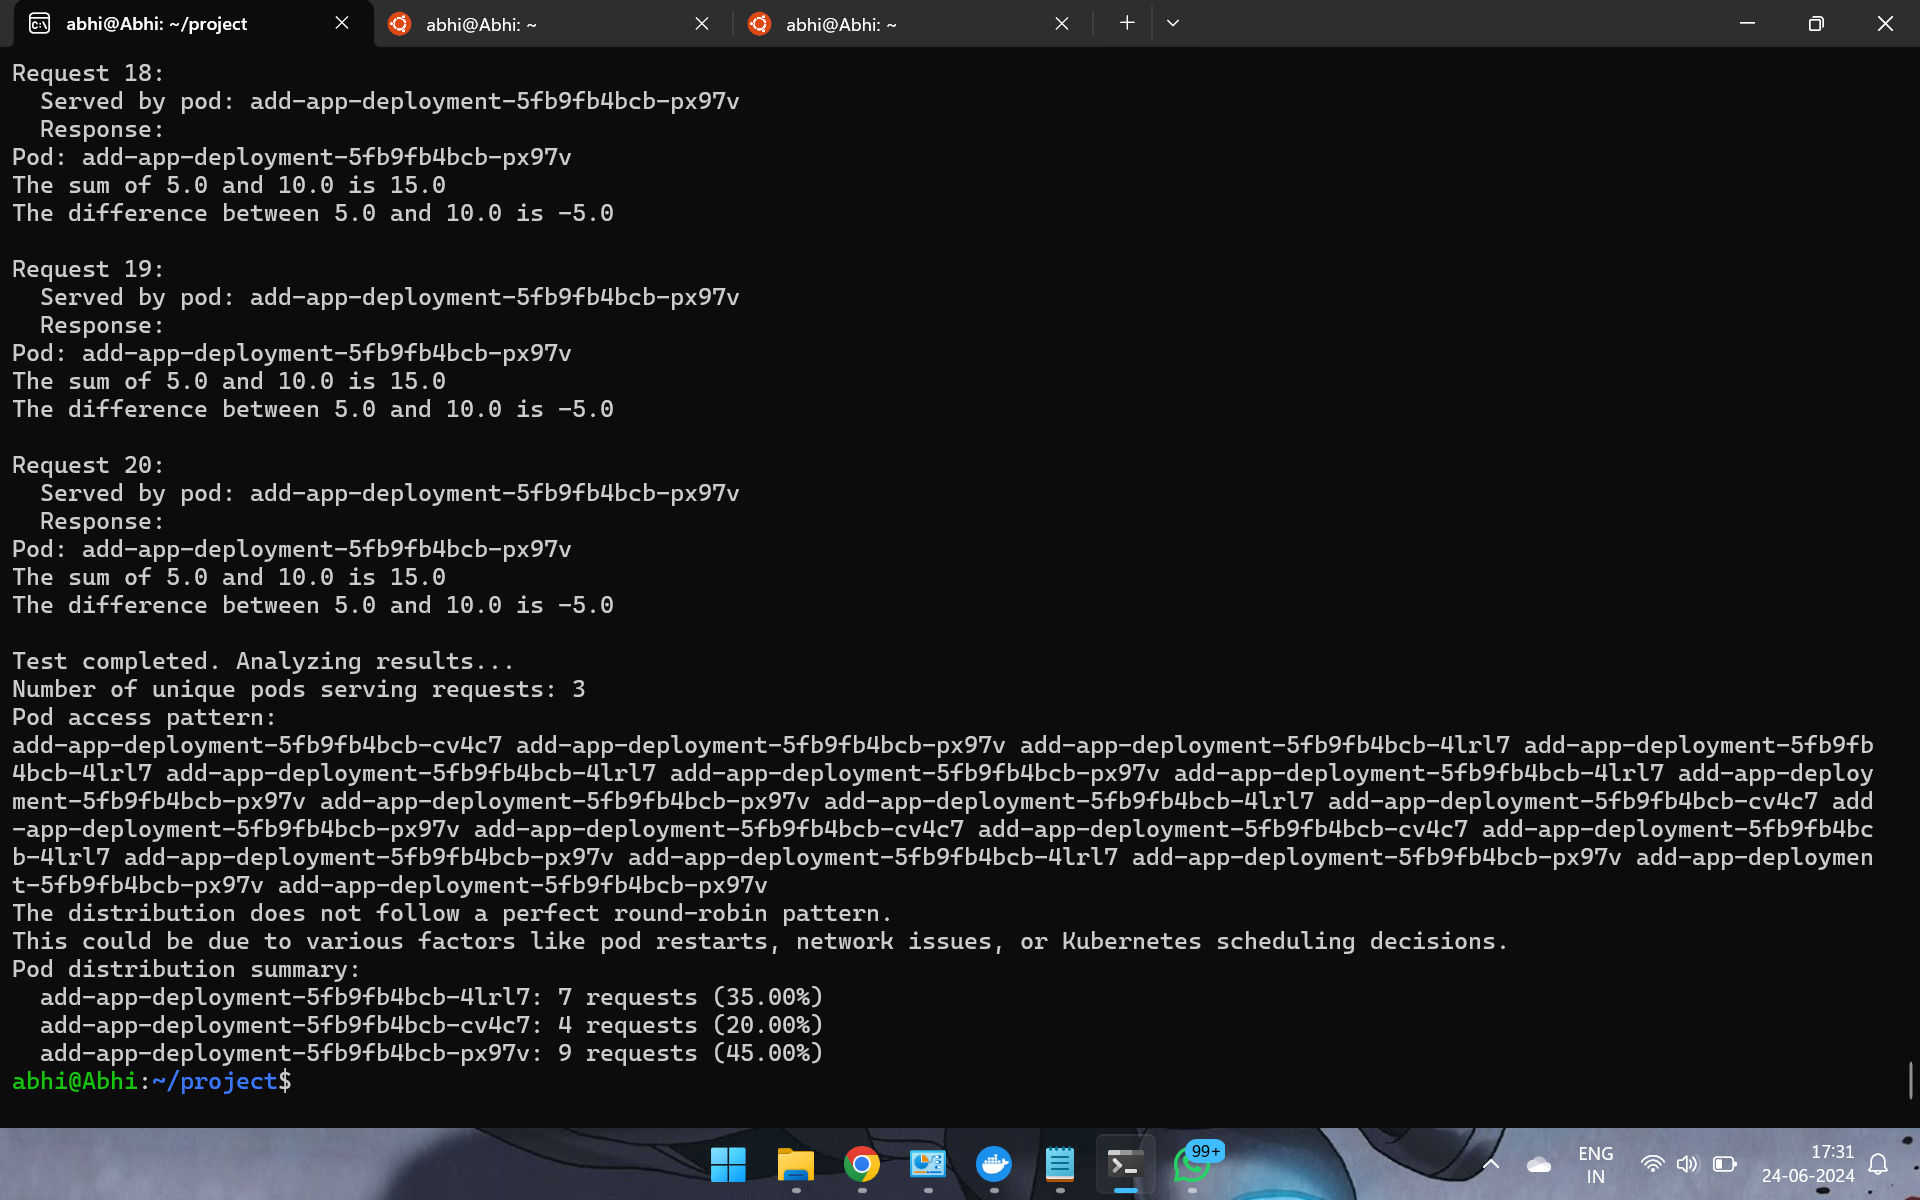 abhi@Abhi: ~/project
abhi@Abhi: ~
abhi@Abhi: ~
Request 18:
  Served by pod: add-app-deployment-5fb9fb4bcb-px97v
  Response:
Pod: add-app-deployment-5fb9fb4bcb-px97v
The sum of 5.0 and 10.0 is 15.0
The difference between 5.0 and 10.0 is -5.0

Request 19:
  Served by pod: add-app-deployment-5fb9fb4bcb-px97v
  Response:
Pod: add-app-deployment-5fb9fb4bcb-px97v
The sum of 5.0 and 10.0 is 15.0
The difference between 5.0 and 10.0 is -5.0

Request 20:
  Served by pod: add-app-deployment-5fb9fb4bcb-px97v
  Response:
Pod: add-app-deployment-5fb9fb4bcb-px97v
The sum of 5.0 and 10.0 is 15.0
The difference between 5.0 and 10.0 is -5.0

Test completed. Analyzing results...
Number of unique pods serving requests: 3
Pod access pattern:
add-app-deployment-5fb9fb4bcb-cv4c7 add-app-deployment-5fb9fb4bcb-px97v add-app-deployment-5fb9fb4bcb-4lrl7 add-app-deployment-5fb9fb
4bcb-4lrl7 add-app-deployment-5fb9fb4bcb-4lrl7 add-app-deployment-5fb9fb4bcb-px97v add-app-deployment-5fb9fb4bcb-4lrl7 add-app-deploy
ment-5fb9fb4bcb-px97v add-app-deployment-5fb9fb4bcb-px97v add-app-deployment-5fb9fb4bcb-4lrl7 add-app-deployment-5fb9fb4bcb-cv4c7 add
-app-deployment-5fb9fb4bcb-px97v add-app-deployment-5fb9fb4bcb-cv4c7 add-app-deployment-5fb9fb4bcb-cv4c7 add-app-deployment-5fb9fb4bc
b-4lrl7 add-app-deployment-5fb9fb4bcb-px97v add-app-deployment-5fb9fb4bcb-4lrl7 add-app-deployment-5fb9fb4bcb-px97v add-app-deploymen
t-5fb9fb4bcb-px97v add-app-deployment-5fb9fb4bcb-px97v
The distribution does not follow a perfect round-robin pattern.
This could be due to various factors like pod restarts, network issues, or Kubernetes scheduling decisions.
Pod distribution summary:
  add-app-deployment-5fb9fb4bcb-4lrl7: 7 requests (35.00%)
  add-app-deployment-5fb9fb4bcb-cv4c7: 4 requests (20.00%)
  add-app-deployment-5fb9fb4bcb-px97v: 9 requests (45.00%)
abhi@Abhi:~/project$
99+
ENG
IN
17:31
24-06-2024